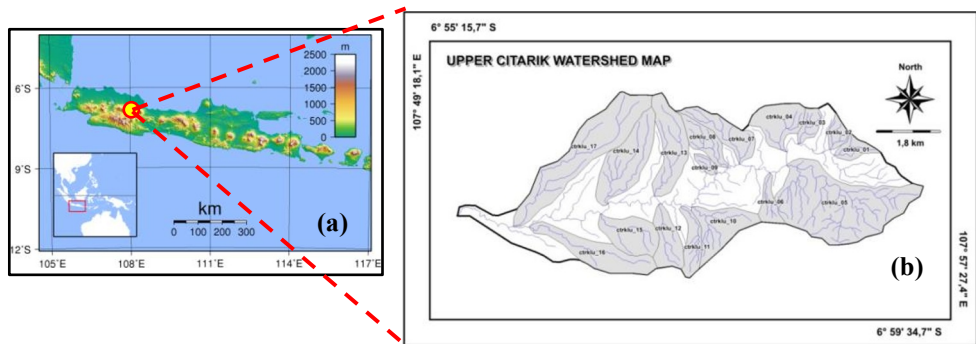 m
2500
2000
1500
1000
500
0
6°S
9°S
12°S
105°E
108°E
111°E
114°E
117°E
km
0 100 200 300
(a)
6° 55' 15,7" S
107° 49' 18,1" E
UPPER CITARIK WATERSHED MAP
North
1,8 km
ctrklu_04
ctrklu_03
ctrklu_02
ctrklu_01
ctrklu_08
ctrklu_07
ctrklu_17
ctrklu_14
ctrklu_13
ctrklu_09
ctrklu_06
ctrklu_05
ctrklu_10
ctrklu_15
ctrklu_12
ctrklu_11
ctrklu_16
(b)
107° 57' 27,4" E
6° 59' 34,7" S